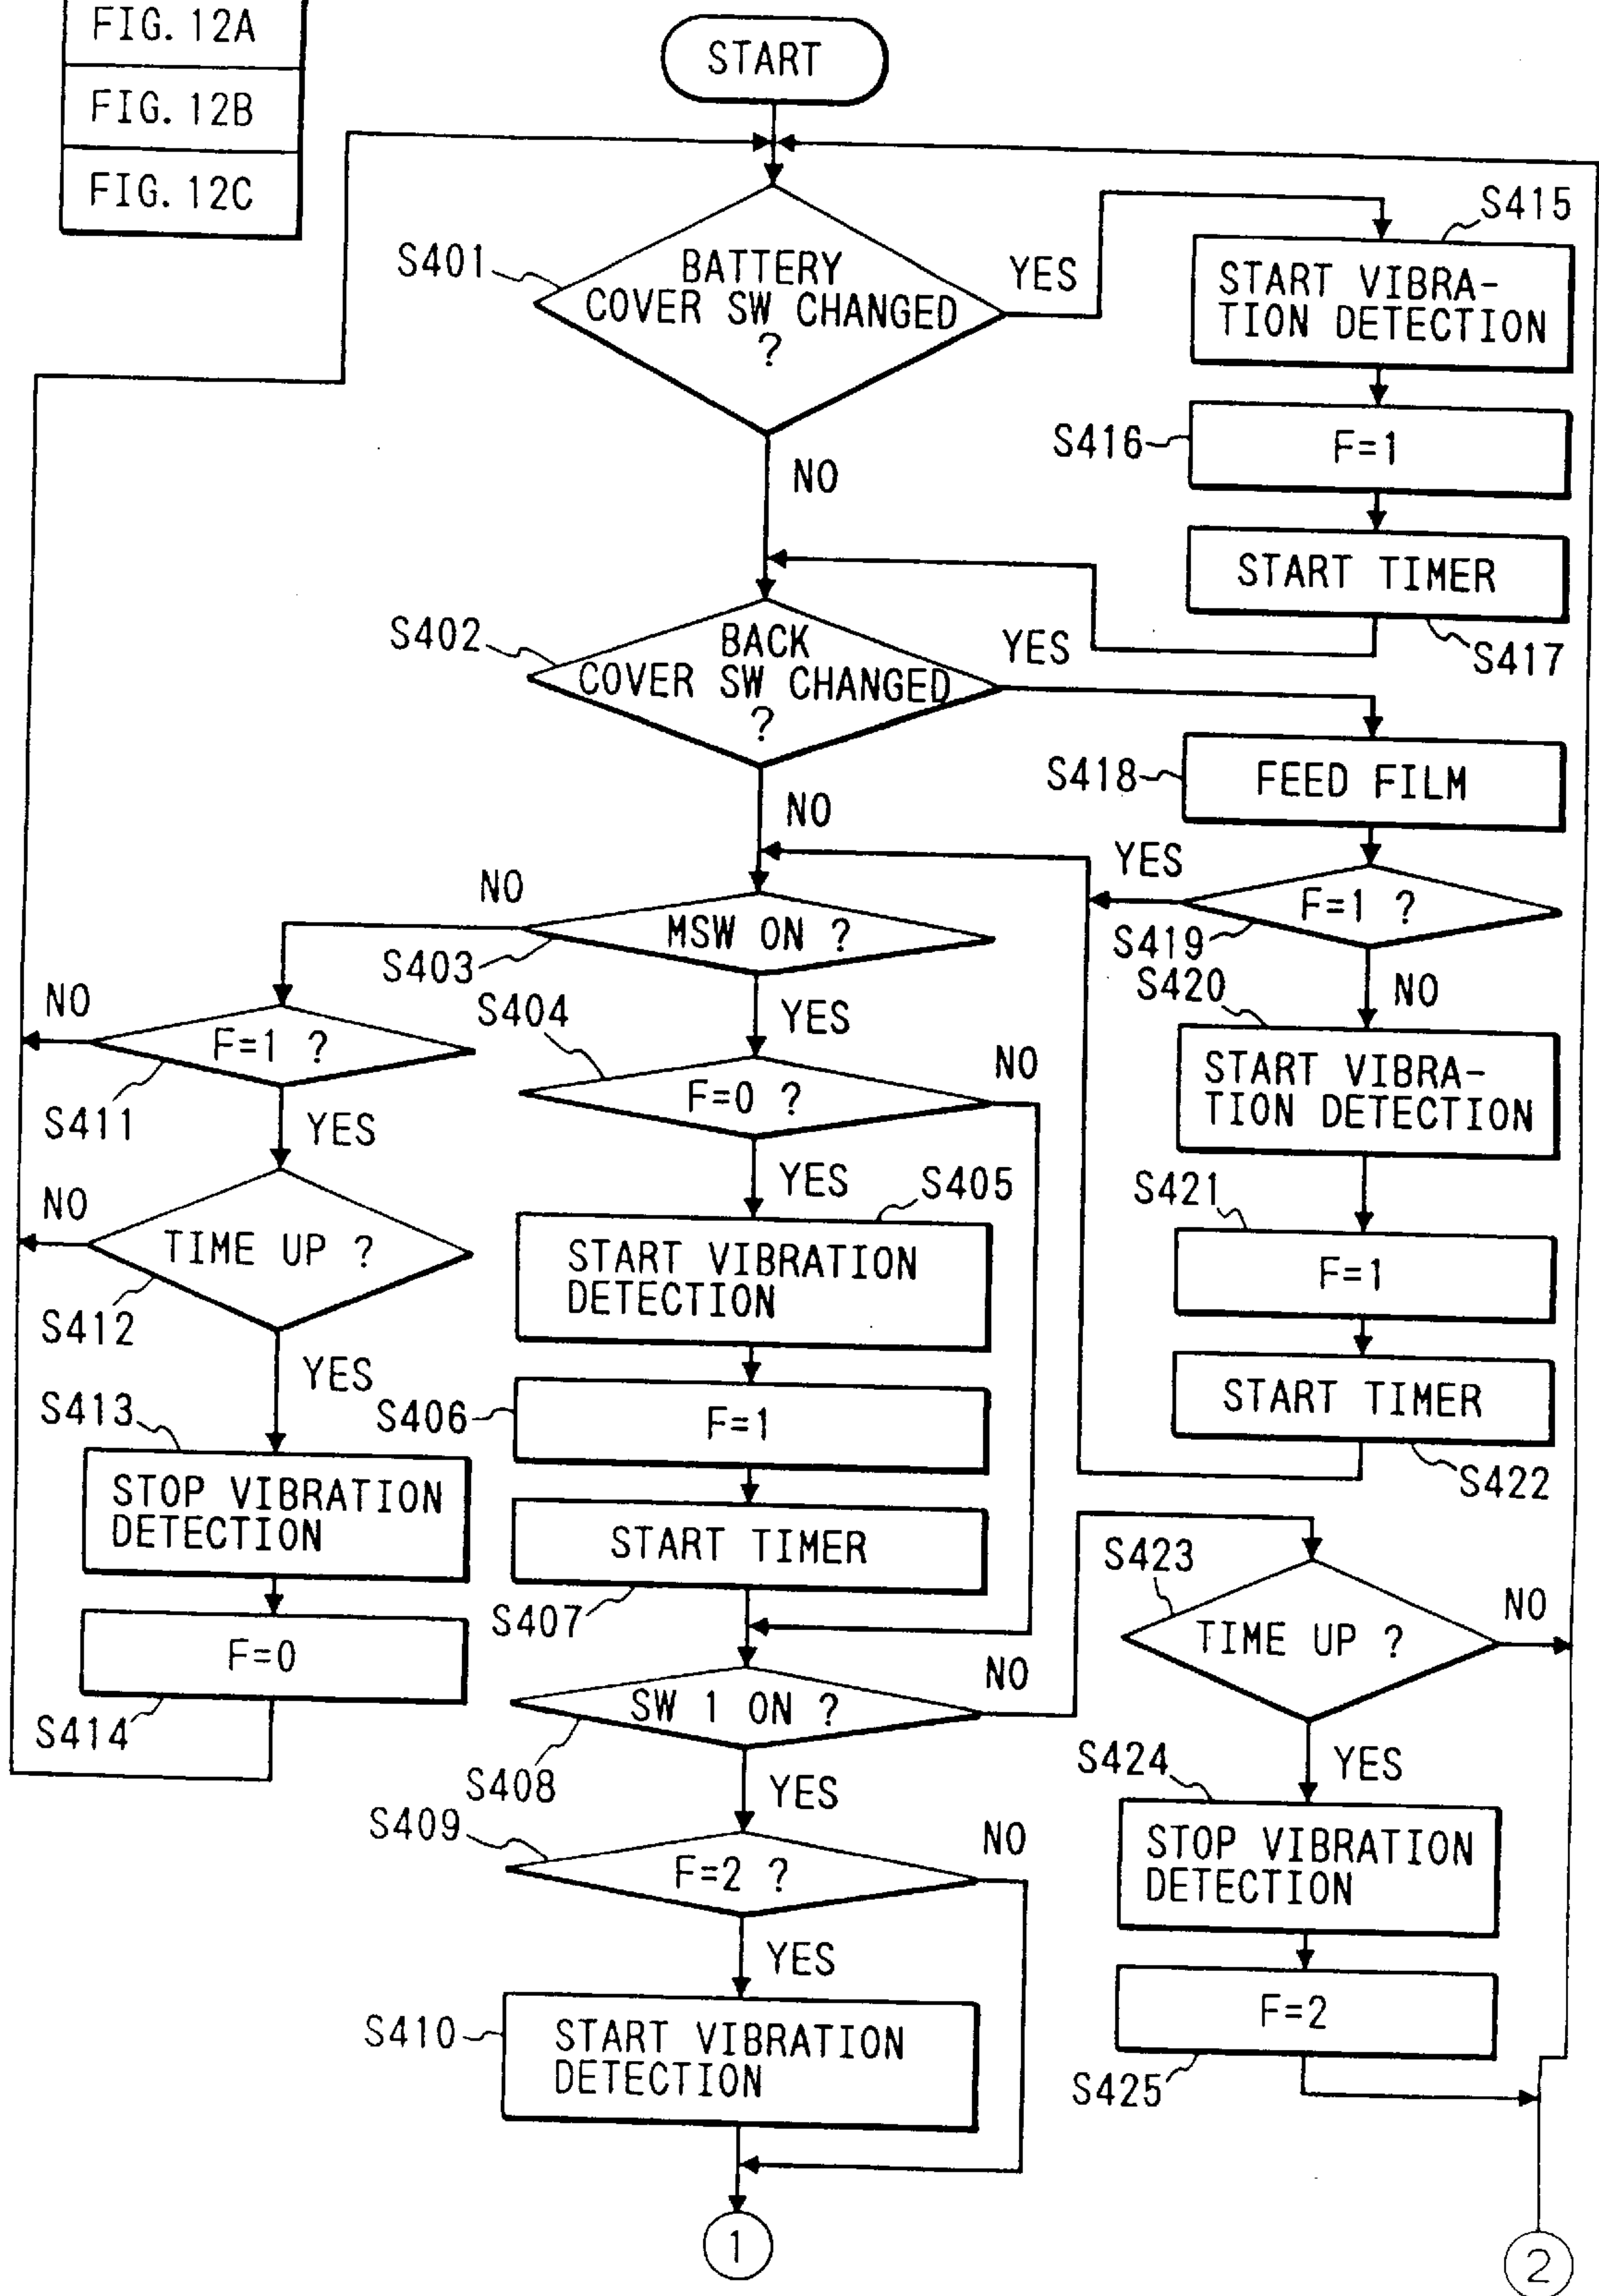 FIG. 12A
FIG. 12B
FIG. 12C
START
S401
BATTERY
COVER SW CHANGED
?
YES
NO
S415
START VIBRA-
TION DETECTION
S416
F=1
START TIMER
S417
S402
BACK
COVER SW CHANGED
?
YES
NO
S418
FEED FILM
YES
F=1 ?
S419
NO
S420
START VIBRA-
TION DETECTION
S421
F=1
START TIMER
S422
NO
MSW ON ?
S403
YES
S404
F=0 ?
NO
YES
S405
START VIBRATION
DETECTION
S406
F=1
START TIMER
S407
NO
F=1 ?
S411
YES
NO
TIME UP ?
S412
YES
S413
STOP VIBRATION
DETECTION
F=0
S414
SW 1 ON ?
NO
S408
YES
S423
TIME UP ?
NO
YES
S424
STOP VIBRATION
DETECTION
F=2
S425
S409
F=2 ?
NO
YES
S410
START VIBRATION
DETECTION
1
2